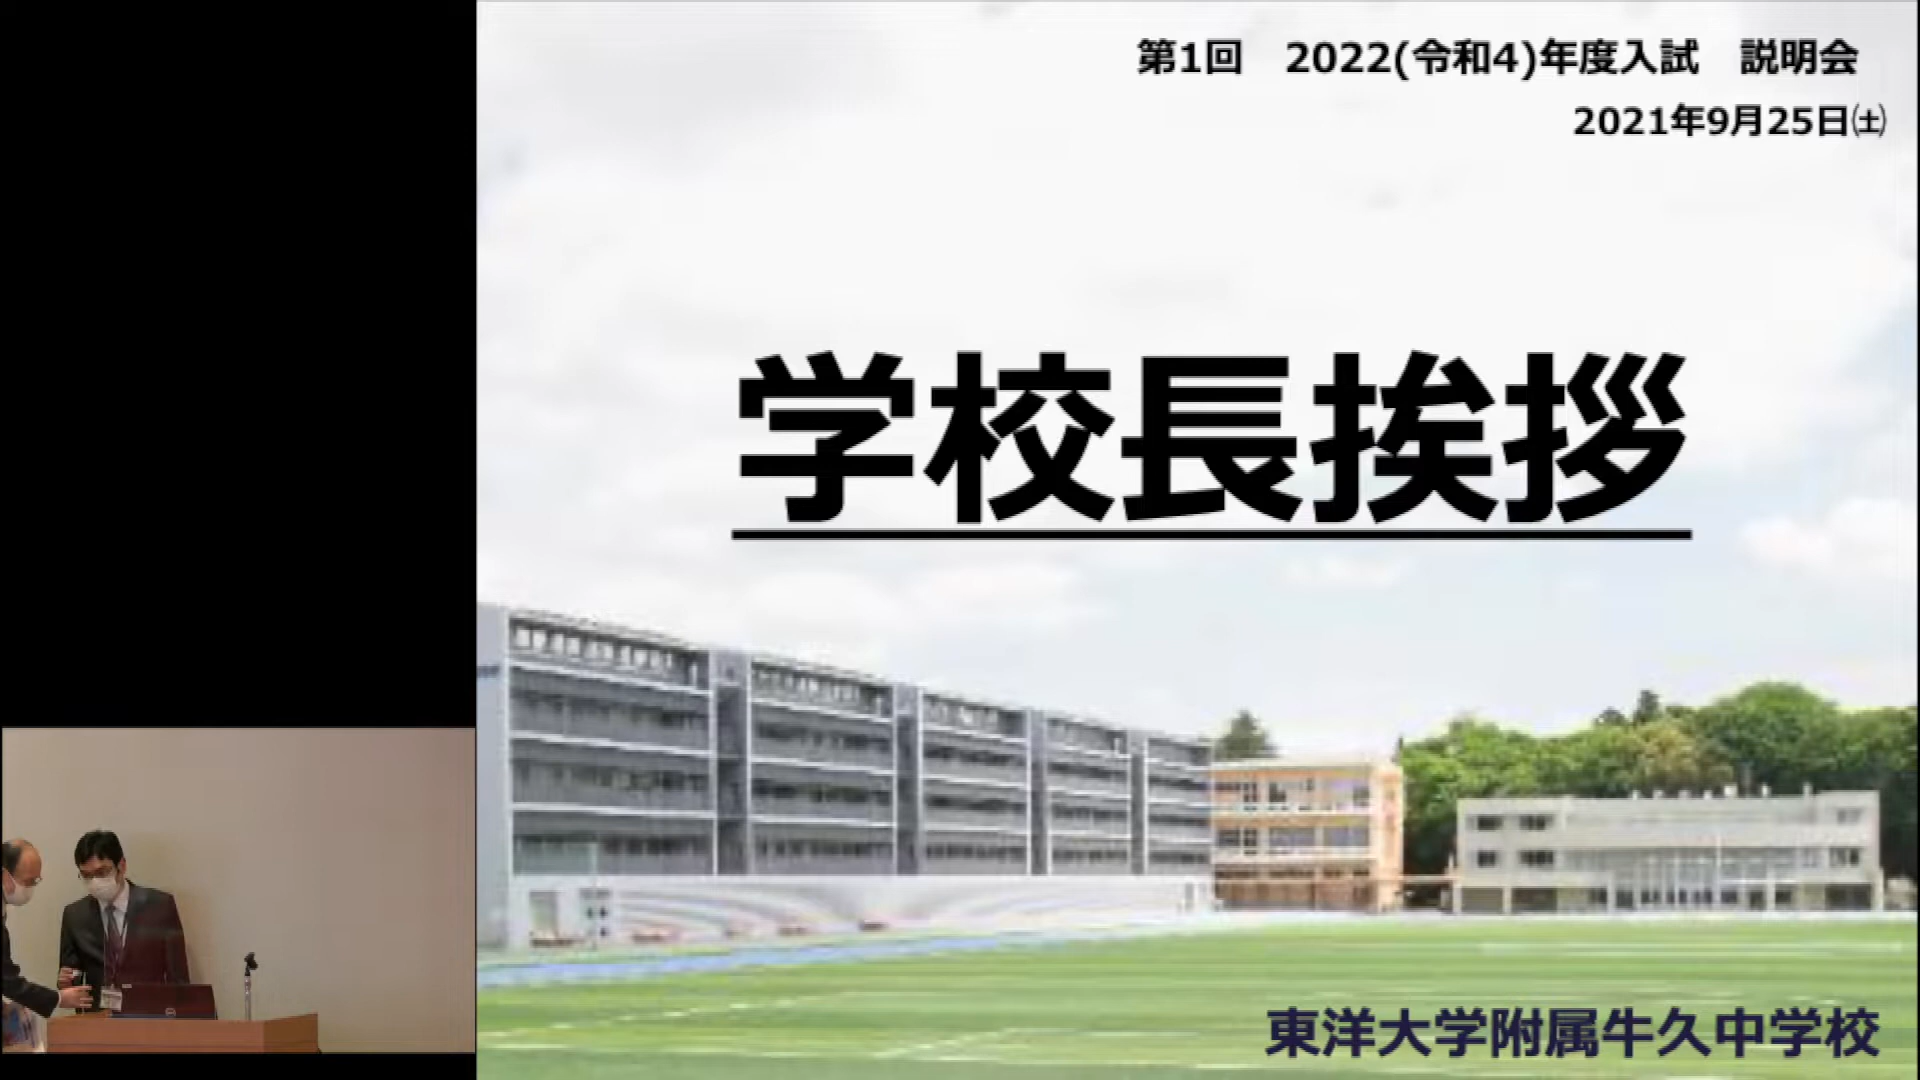 第1回　2022(令和4)年度入試　説明会
2021年9月25日㈯
学校長挨拶
東洋大学附属牛久中学校